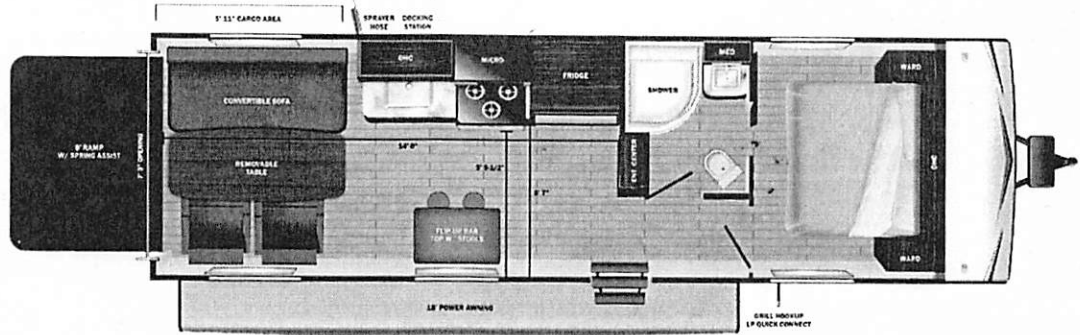 5' 11" CARGO AREA
SPRAYER HOSE
DOCKING STATION
8' RAMP
W/ SPRING ASSIST
7' 3" OPENING
CONVERTIBLE SOFA
REMOVABLE
TABLE
OHC
MICRO
FRIDGE
SHOWER
MED
WARD
OHC
WARD
ENT. CENTER
FLIP-UP BAR
TOP W/ STOOLS
18' POWER AWNING
GRILL HOOKUP
LP QUICK CONNECT